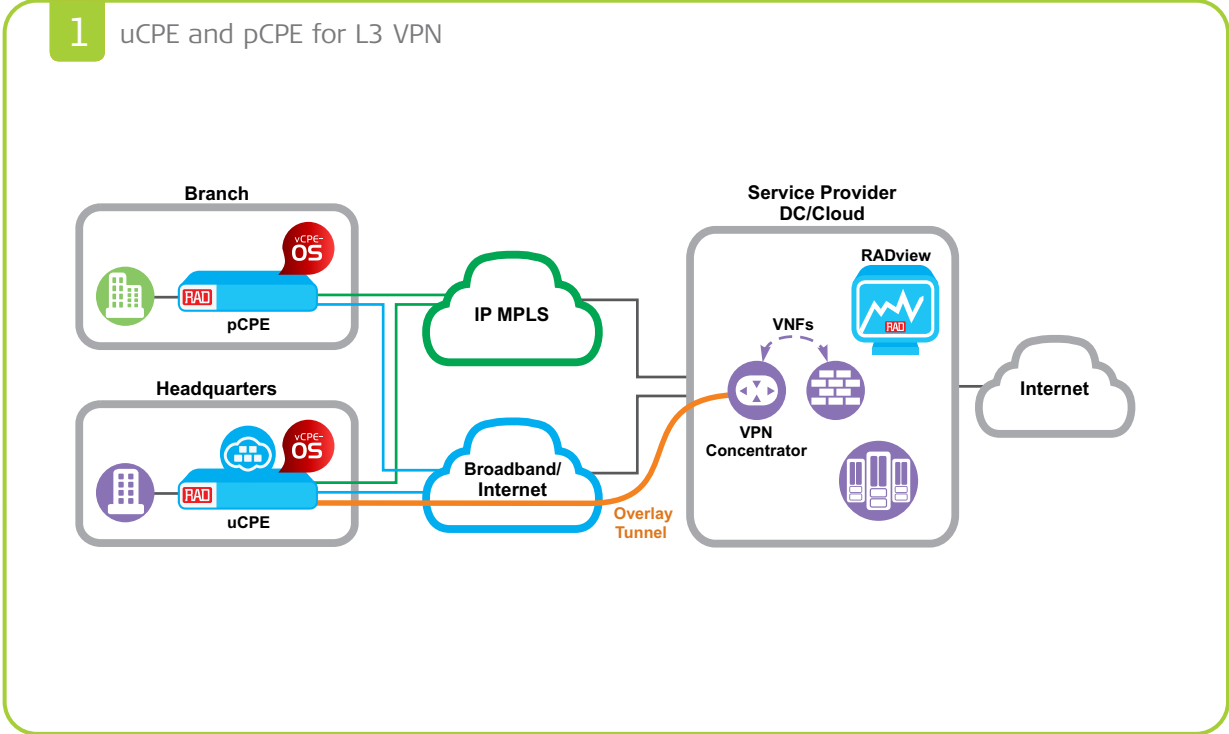 1
uCPE and pCPE for L3 VPN
Branch
vCPE-
OS
RAD
pCPE
Headquarters
vCPE-
OS
RAD
uCPE
IP MPLS
Broadband/
Internet
Overlay
Tunnel
Service Provider
DC/Cloud
RADview
RAD
VNFs
VPN
Concentrator
Internet